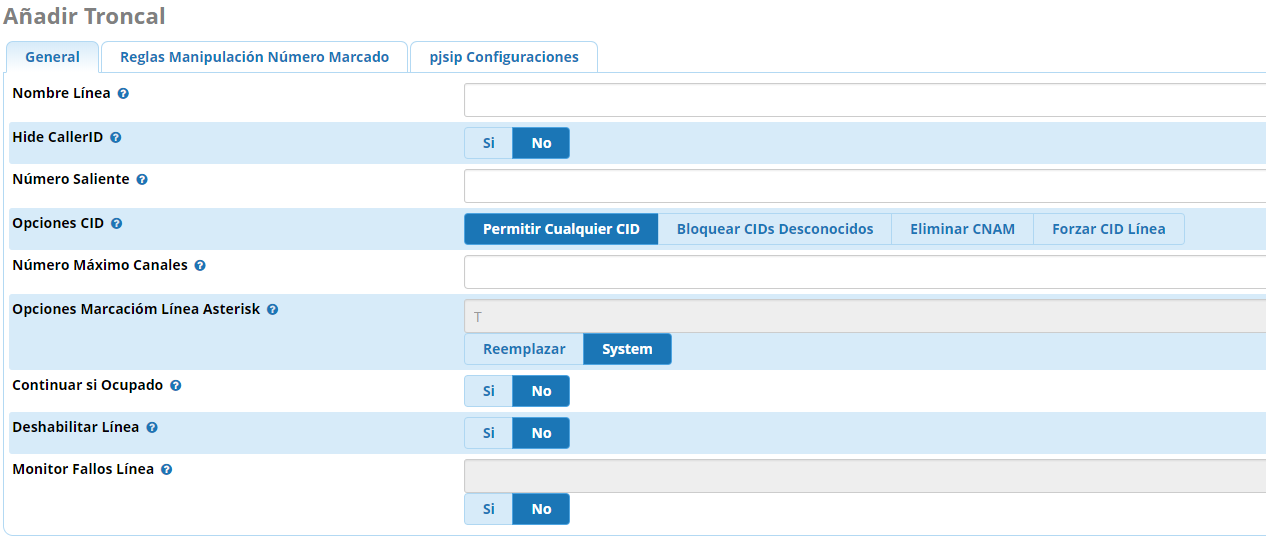 Añadir Troncal
General
Reglas Manipulación Número Marcado
pjsip Configuraciones
Nombre Línea
Hide CallerID
Si No
Número Saliente
Opciones CID
Permitir Cualquier CID Bloquear CIDs Desconocidos Eliminar CNAM Forzar CID Línea
Número Máximo Canales
Opciones Marcacióm Línea Asterisk
T
Reemplazar System
Continuar si Ocupado
Si No
Deshabilitar Línea
Si No
Monitor Fallos Línea
Si No